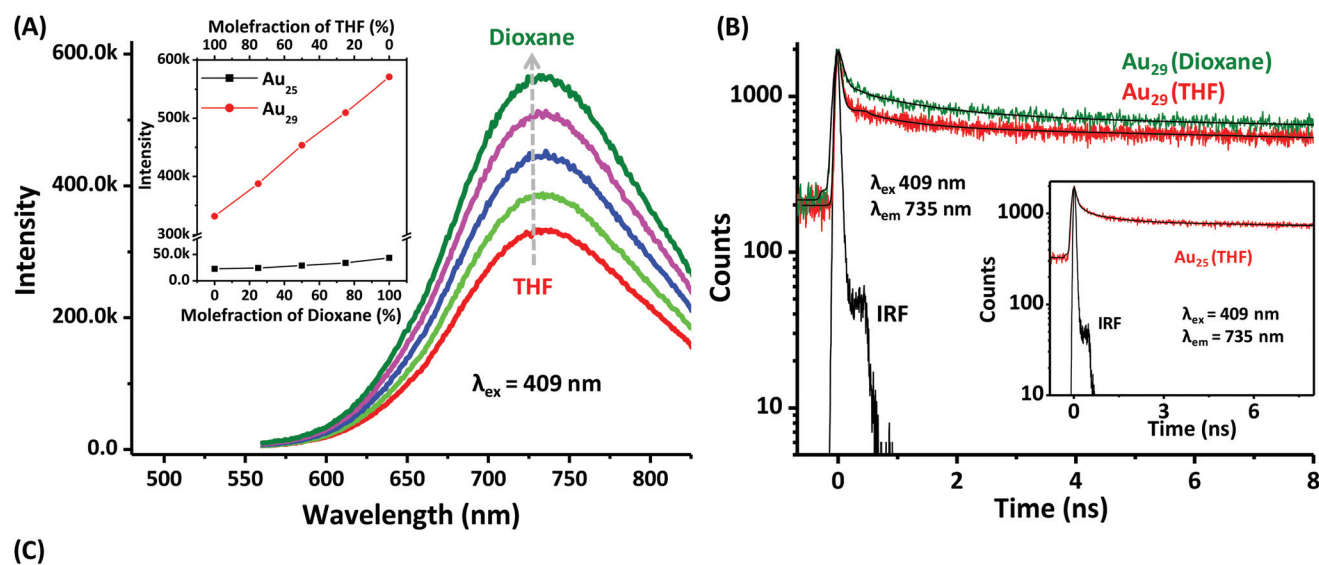 (A)
Molefraction of THF (%)
100 80 60 40 20 0
600k
500k
400k
300k
50.0k
0.0
Intensity
Au25
Au29
0 20 40 60 80 100
Molefraction of Dioxane (%)
600.0k
400.0k
200.0k
0.0
Intensity
Dioxane
THF
λex = 409 nm
500 550 600 650 700 750 800
Wavelength (nm)
(B)
1000
100
10
Counts
Au29 (Dioxane)
Au29 (THF)
λex 409 nm
λem 735 nm
IRF
1000
100
10
Counts
Au25 (THF)
IRF
λex = 409 nm
λem = 735 nm
0 3 6
Time (ns)
0 2 4 6 8
Time (ns)
(C)